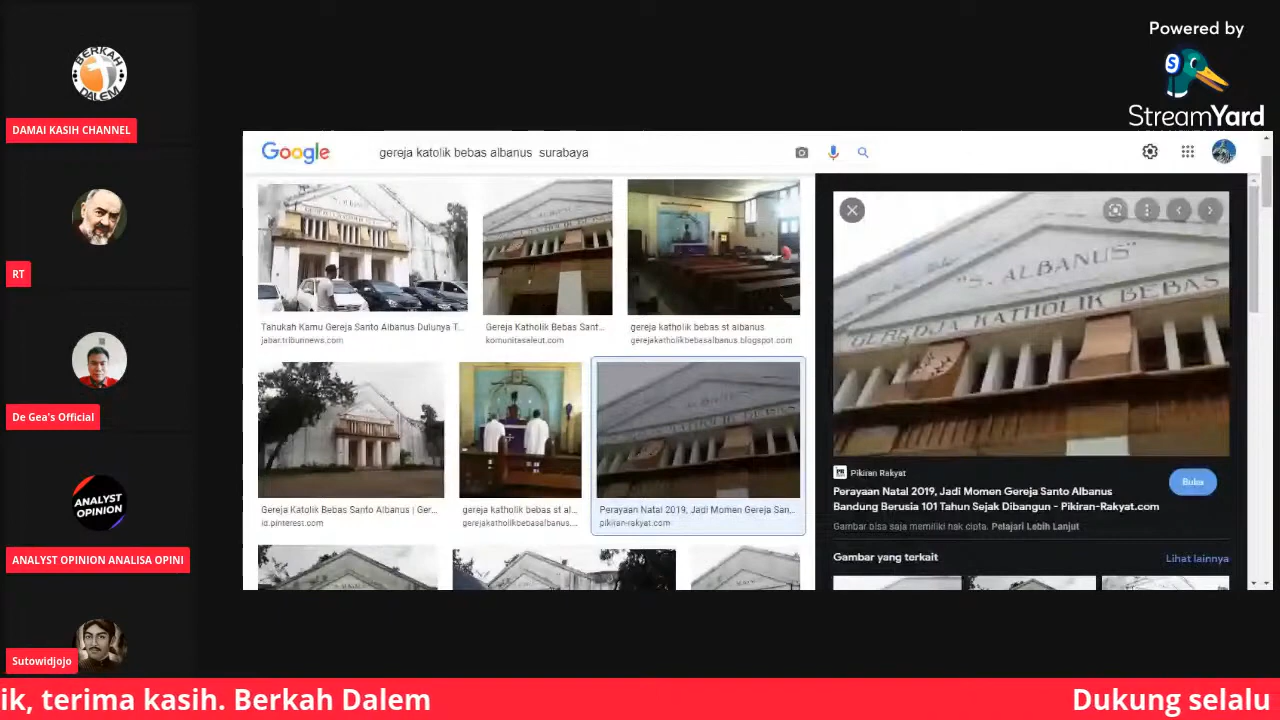 Powered by
StreamYard
BERKAH
DALEM
DAMAI KASIH CHANNEL
RT
De Gea's Official
ANALYST
OPINION
ANALYST OPINION ANALISA OPINI
Sutowidjojo
Google
gereja katolik bebas albanus surabaya
Tanukah Kamu Gereja Santo Albanus Dulunya T...
jabar.tribunnews.com
Gereja Katholik Bebas Sant...
komunitasaleut.com
gereja katholik bebas st albanus
gerejakatholikbebasalbanus.blogspot.com
Gereja Katolik Bebas Santo Albanus | Ger...
id.pinterest.com
gereja katholik bebas st al...
gerejakatholikbebasalbanus....
Perayaan Natal 2019, Jadi Momen Gereja San...
pikiran-rakyat.com
"S. ALBANUS"
GEREDJA KATHOLIK BEBAS
PR
Pikiran Rakyat
Perayaan Natal 2019, Jadi Momen Gereja Santo Albanus
Bandung Berusia 101 Tahun Sejak Dibangun - Pikiran-Rakyat.com
Buka
Gambar bisa saja memiliki hak cipta. Pelajari Lebih Lanjut
Gambar yang terkait
Lihat lainnya
ik, terima kasih. Berkah Dalem
Dukung selalu